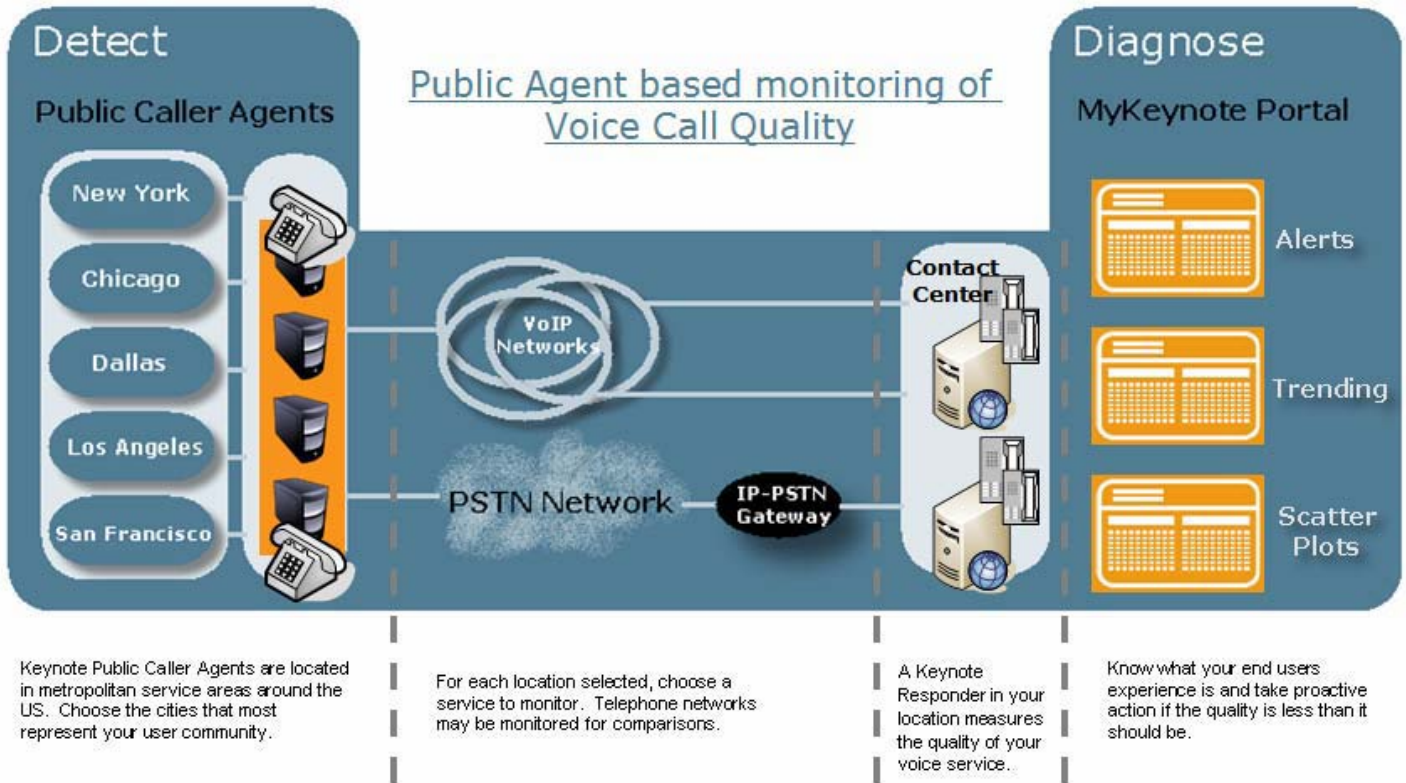 Detect
Public Caller Agents
New York
Chicago
Dallas
Los Angeles
San Francisco
Public Agent based monitoring of
Voice Call Quality
VoIP
Networks
PSTN Network
IP-PSTN
Gateway
Contact
Center
Diagnose
MyKeynote Portal
Alerts
Trending
Scatter
Plots
Keynote Public Caller Agents are located
in metropolitan service areas around the
US. Choose the cities that most
represent your user community.
For each location selected, choose a
service to monitor. Telephone networks
may be monitored for comparisons.
A Keynote
Responder in your
location measures
the quality of your
voice service.
Know what your end users
experience is and take proactive
action if the quality is less than it
should be.